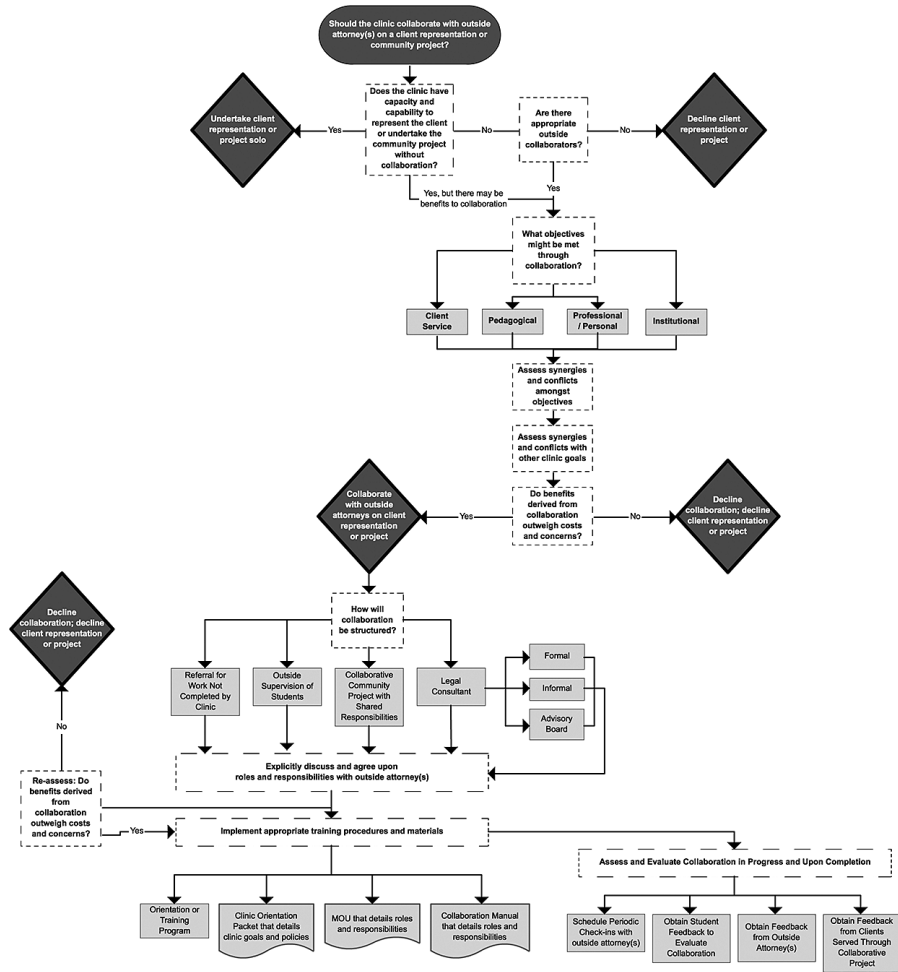 Should the clinic collaborate with outside
attorney(s) on a client representation or
community project?
Does the clinic have
capacity and
capability to
represent the client
or undertake the
community project
without
collaboration?
Yes
Undertake client
representation or
project solo
No
Are there
appropriate
outside
collaborators?
No
Decline client
representation or
project
Yes, but there may be
benefits to collaboration
Yes
What objectives
might be met
through
collaboration?
Client
Service
Pedagogical
Professional
/ Personal
Institutional
Assess synergies
and conflicts
amongst
objectives
Assess synergies
and conflicts with
other clinic goals
Do benefits
derived from
collaboration
outweigh costs
and concerns?
Yes
Collaborate
with outside
attorneys on client
representation
or project
No
Decline
collaboration; decline
client representation
or project
How will
collaboration
be structured?
Referral for
Work Not
Completed by
Clinic
Outside
Supervision of
Students
Collaborative
Community
Project with
Shared
Responsibilities
Legal
Consultant
Formal
Informal
Advisory
Board
Explicitly discuss and agree upon
roles and responsibilities with outside attorney(s)
Decline
collaboration; decline
client representation
or project
No
Re-assess: Do
benefits derived
from
collaboration
outweigh costs
and concerns?
Yes
Implement appropriate training procedures and materials
Orientation or
Training
Program
Clinic Orientation
Packet that details
clinic goals and policies
MOU that details roles
and responsibilities
Collaboration Manual
that details roles and
responsibilities
Assess and Evaluate Collaboration in Progress and Upon Completion
Schedule Periodic
Check-ins with
outside attorney(s)
Obtain Student
Feedback to
Evaluate
Collaboration
Obtain Feedback
from Outside
Attorney(s)
Obtain Feedback
from Clients
Served Through
Collaborative
Project